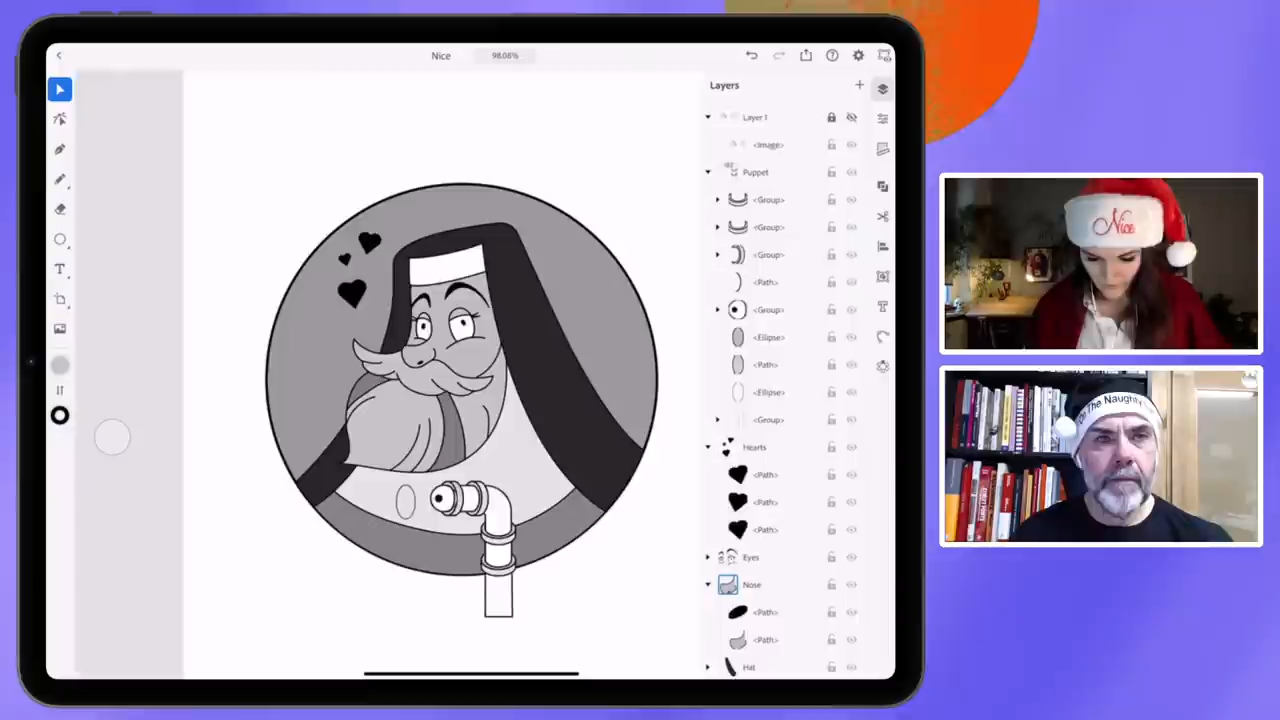 Nice
98.08%
Layers
Layer 1
<Image>
Puppet
<Group>
<Group>
<Group>
<Path>
<Group>
<Ellipse>
<Path>
<Ellipse>
<Group>
Hearts
<Path>
<Path>
<Path>
Eyes
Nose
<Path>
<Path>
Hat
Nice
The Naughty